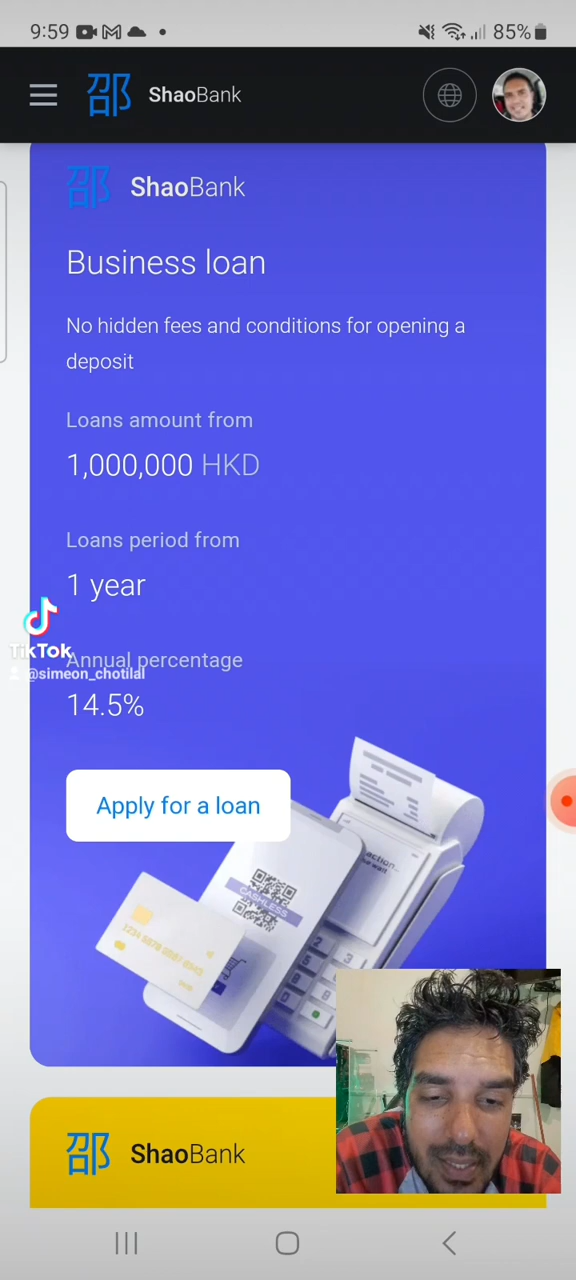 9:59
85%
邵 ShaoBank
邵 ShaoBank
Business loan
No hidden fees and conditions for opening a
deposit
Loans amount from
1,000,000 HKD
Loans period from
1 year
TikTok
@simeon_chotilal
Annual percentage
14.5%
Apply for a loan
CASHLESS
邵 ShaoBank